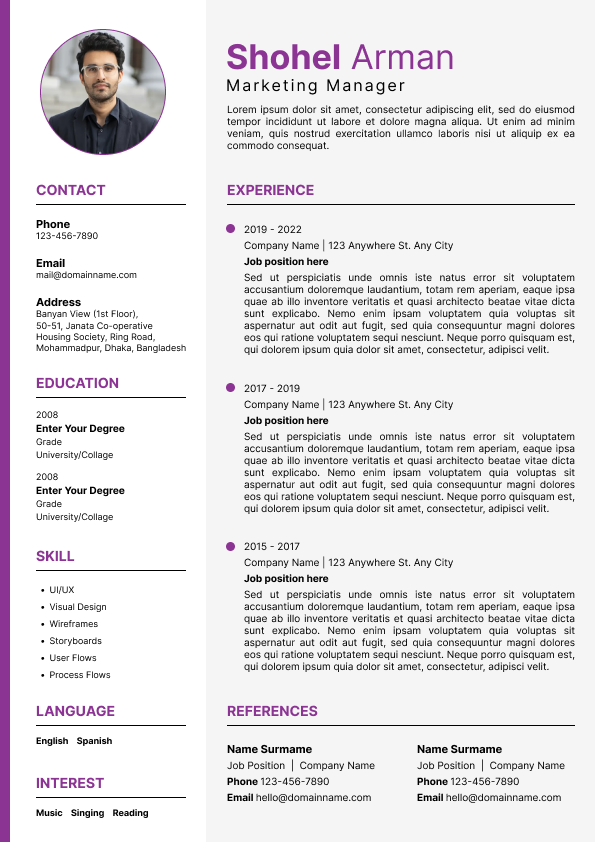 Shohel Arman
Marketing Manager
Lorem ipsum dolor sit amet, consectetur adipiscing elit, sed do eiusmod
tempor incididunt ut labore et dolore magna aliqua. Ut enim ad minim
veniam, quis nostrud exercitation ullamco laboris nisi ut aliquip ex ea
commodo consequat.
CONTACT
Phone
123-456-7890
Email
mail@domainname.com
Address
Banyan View (1st Floor),
50-51, Janata Co-operative
Housing Society, Ring Road,
Mohammadpur, Dhaka, Bangladesh
EDUCATION
2008
Enter Your Degree
Grade
University/Collage
2008
Enter Your Degree
Grade
University/Collage
SKILL
• UI/UX
• Visual Design
• Wireframes
• Storyboards
• User Flows
• Process Flows
LANGUAGE
English Spanish
INTEREST
Music Singing Reading
EXPERIENCE
2019 - 2022
Company Name | 123 Anywhere St. Any City
Job position here
Sed ut perspiciatis unde omnis iste natus error sit voluptatem
accusantium doloremque laudantium, totam rem aperiam, eaque ipsa
quae ab illo inventore veritatis et quasi architecto beatae vitae dicta
sunt explicabo. Nemo enim ipsam voluptatem quia voluptas sit
aspernatur aut odit aut fugit, sed quia consequuntur magni dolores
eos qui ratione voluptatem sequi nesciunt. Neque porro quisquam est,
qui dolorem ipsum quia dolor sit amet, consectetur, adipisci velit.
2017 - 2019
Company Name | 123 Anywhere St. Any City
Job position here
Sed ut perspiciatis unde omnis iste natus error sit voluptatem
accusantium doloremque laudantium, totam rem aperiam, eaque ipsa
quae ab illo inventore veritatis et quasi architecto beatae vitae dicta
sunt explicabo. Nemo enim ipsam voluptatem quia voluptas sit
aspernatur aut odit aut fugit, sed quia consequuntur magni dolores
eos qui ratione voluptatem sequi nesciunt. Neque porro quisquam est,
qui dolorem ipsum quia dolor sit amet, consectetur, adipisci velit.
2015 - 2017
Company Name | 123 Anywhere St. Any City
Job position here
Sed ut perspiciatis unde omnis iste natus error sit voluptatem
accusantium doloremque laudantium, totam rem aperiam, eaque ipsa
quae ab illo inventore veritatis et quasi architecto beatae vitae dicta
sunt explicabo. Nemo enim ipsam voluptatem quia voluptas sit
aspernatur aut odit aut fugit, sed quia consequuntur magni dolores
eos qui ratione voluptatem sequi nesciunt. Neque porro quisquam est,
qui dolorem ipsum quia dolor sit amet, consectetur, adipisci velit.
REFERENCES
Name Surname
Job Position | Company Name
Phone 123-456-7890
Email hello@domainname.com
Name Surname
Job Position | Company Name
Phone 123-456-7890
Email hello@domainname.com